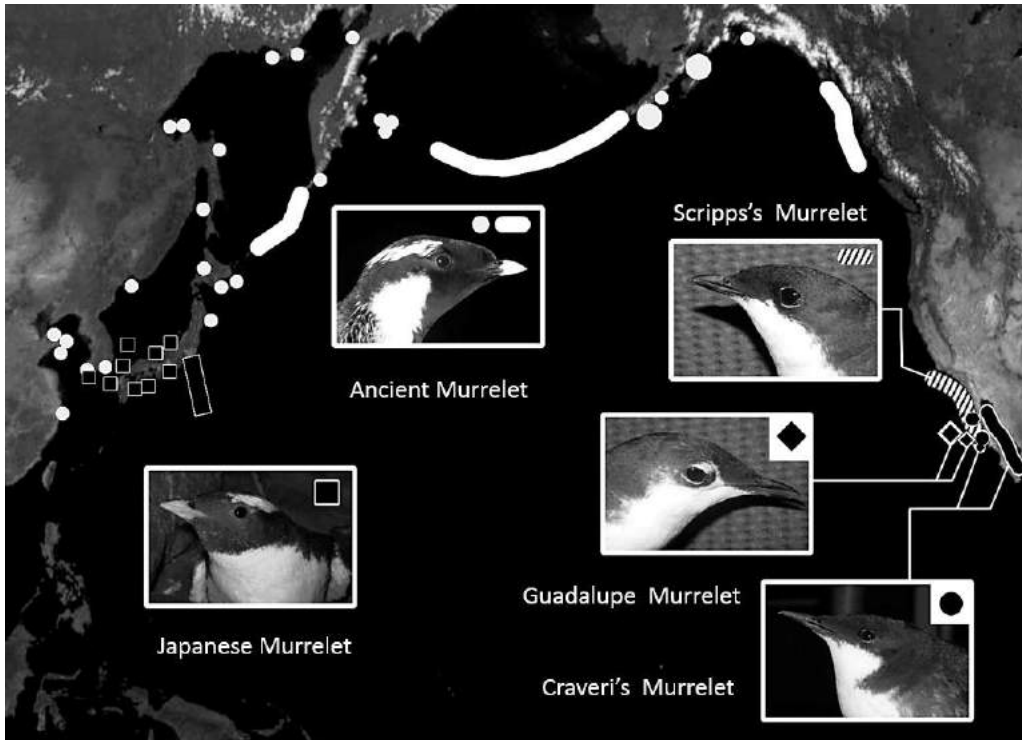 Scripps's Murrelet
Ancient Murrelet
Guadalupe Murrelet
Japanese Murrelet
Craveri's Murrelet